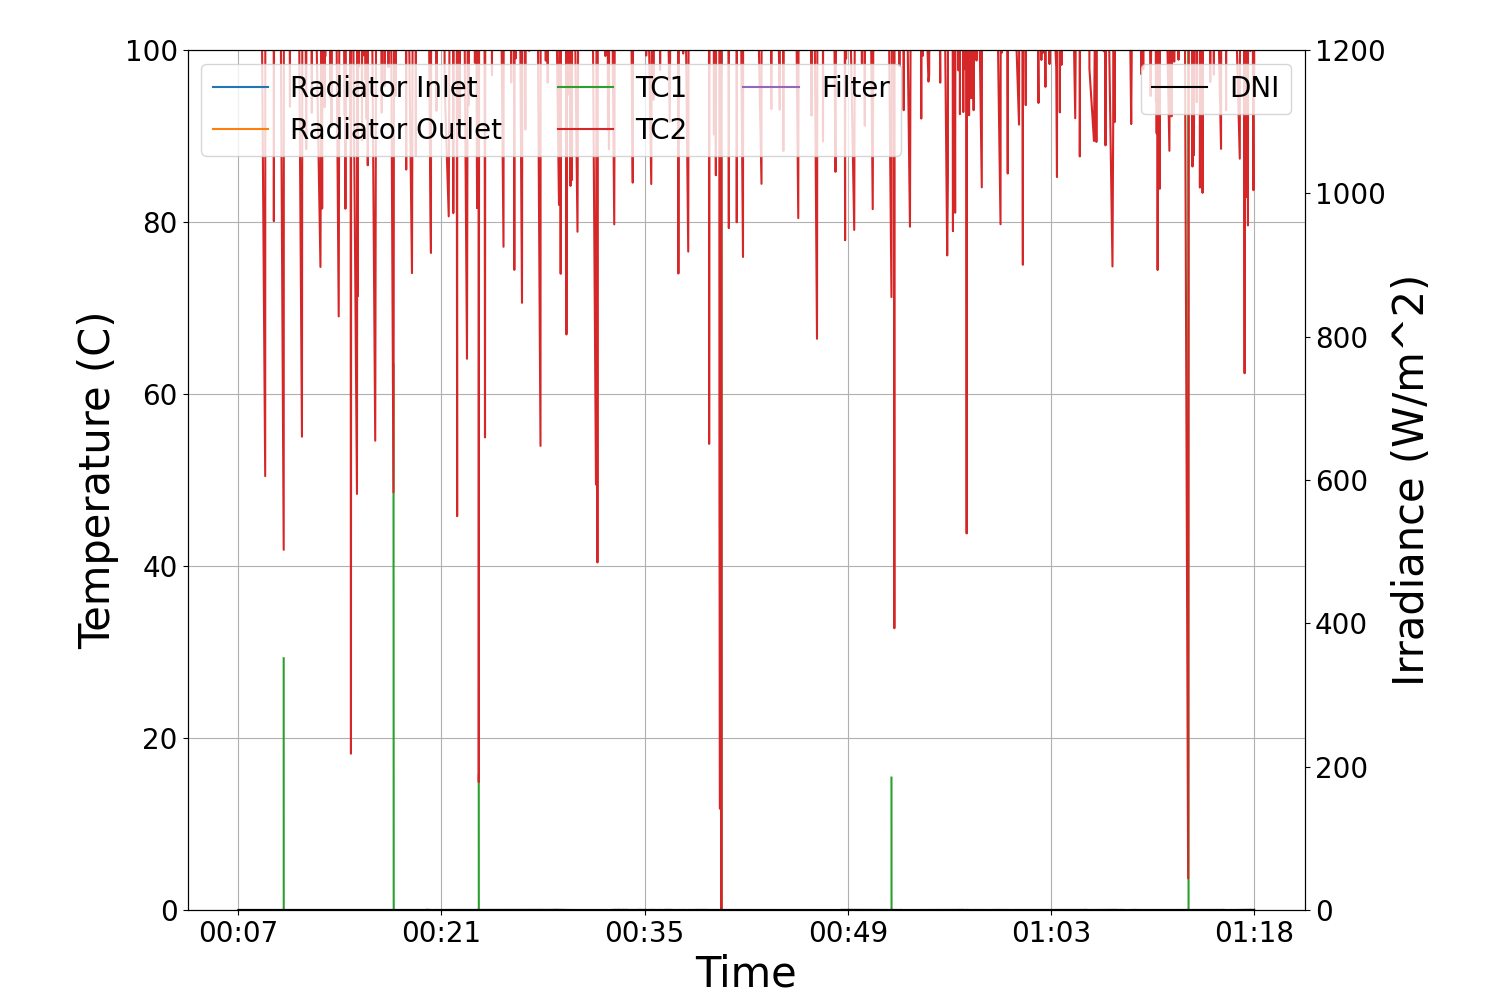 100
80
60
40
20
0
Temperature (C)
Radiator Inlet
Radiator Outlet
TC1
TC2
Filter
DNI
1200
1000
800
600
400
200
0
Irradiance (W/m^2)
00:07 00:21 00:35 00:49 01:03 01:18
Time